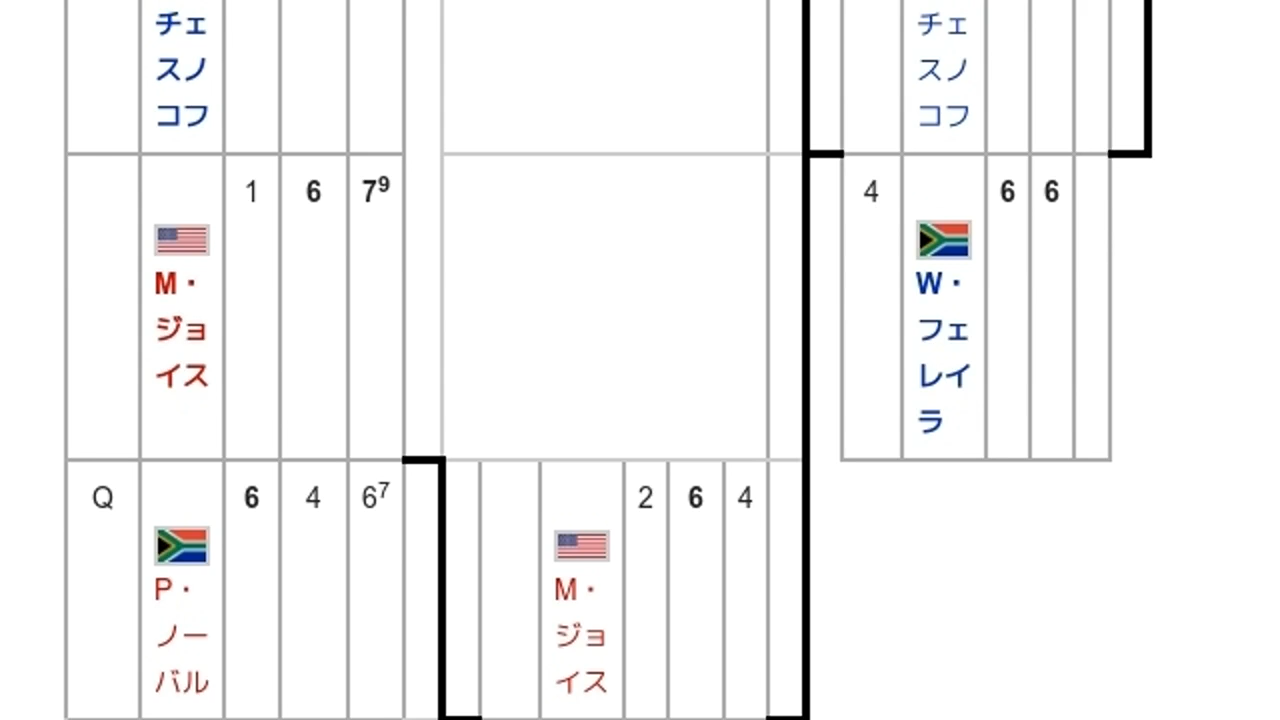 チェ
スノ
コフ
チェ
スノ
コフ
1 6 7⁹
M・
ジョ
イス
4 6 6
W・
フェ
レイ
ラ
Q 6 4 6⁷
P・
ノー
バル
2 6 4
M・
ジョ
イス